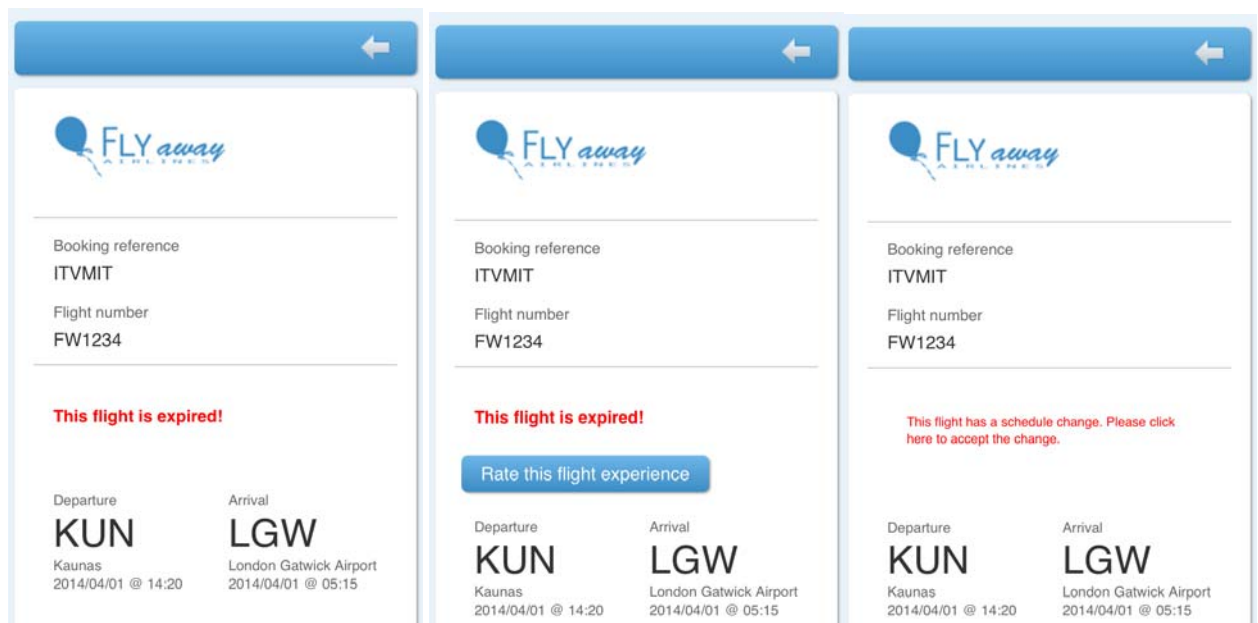 FLY away
AIRLINES
Booking reference
ITVMIT
Flight number
FW1234
This flight is expired!
Departure
KUN
Kaunas
2014/04/01 @ 14:20
Arrival
LGW
London Gatwick Airport
2014/04/01 @ 05:15
FLY away
AIRLINES
Booking reference
ITVMIT
Flight number
FW1234
This flight is expired!
Rate this flight experience
Departure
KUN
Kaunas
2014/04/01 @ 14:20
Arrival
LGW
London Gatwick Airport
2014/04/01 @ 05:15
FLY away
AIRLINES
Booking reference
ITVMIT
Flight number
FW1234
This flight has a schedule change. Please click
here to accept the change.
Departure
KUN
Kaunas
2014/04/01 @ 14:20
Arrival
LGW
London Gatwick Airport
2014/04/01 @ 05:15